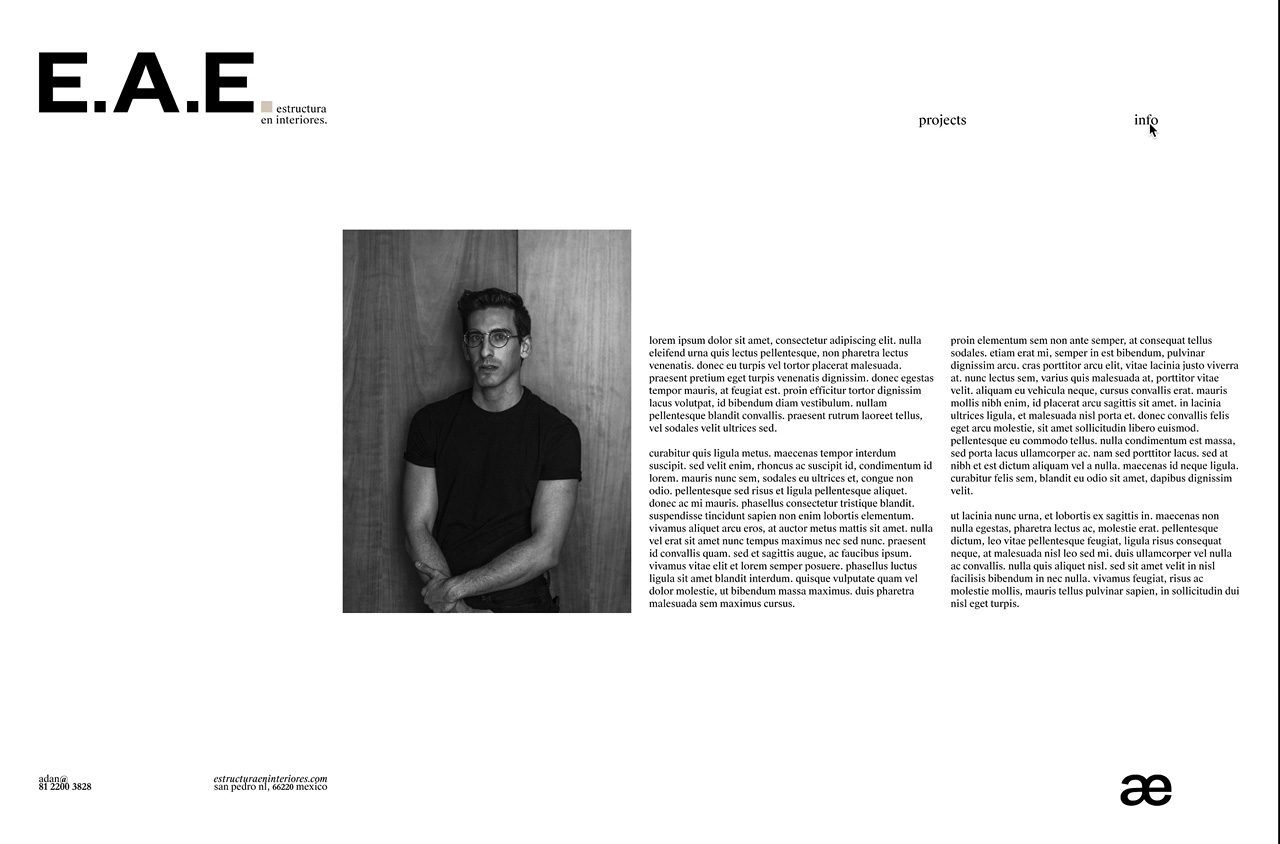 E.A.E
estructura
en interiores.
projects
info
lorem ipsum dolor sit amet, consectetur adipiscing elit. nulla
eleifend urna quis lectus pellentesque, non pharetra lectus
venenatis. donec eu turpis vel tortor placerat malesuada.
praesent pretium eget turpis venenatis dignissim. donec egestas
tempor mauris, at feugiat est. proin efficitur tortor dignissim
lacus volutpat, id bibendum diam vestibulum. nullam
pellentesque blandit convallis. praesent rutrum laoreet tellus,
vel sodales velit ultrices sed.
curabitur quis ligula metus. maecenas tempor interdum
suscipit. sed velit enim, rhoncus ac suscipit id, condimentum id
lorem. mauris nunc sem, sodales eu ultrices et, congue non
odio. pellentesque sed risus et ligula pellentesque aliquet.
donec ac mi mauris. phasellus consectetur tristique blandit.
suspendisse tincidunt sapien non enim lobortis elementum.
vivamus aliquet arcu eros, at auctor metus mattis sit amet. nulla
vel erat sit amet nunc tempus maximus nec sed nunc. praesent
id convallis quam. sed et sagittis augue, ac faucibus ipsum.
vivamus vitae elit et lorem semper posuere. phasellus luctus
ligula sit amet blandit interdum. quisque vulputate quam vel
dolor molestie, ut bibendum massa maximus. duis pharetra
malesuada sem maximus cursus.
proin elementum sem non ante semper, at consequat tellus
sodales. etiam erat mi, semper in est bibendum, pulvinar
dignissim arcu. cras porttitor arcu elit, vitae lacinia justo viverra
at. nunc lectus sem, varius quis malesuada at, porttitor vitae
velit. aliquam eu vehicula neque, cursus convallis erat. mauris
mollis nibh enim, id placerat arcu sagittis sit amet. in lacinia
ultrices ligula, et malesuada nisl porta et. donec convallis felis
eget arcu molestie, sit amet sollicitudin libero euismod.
pellentesque eu commodo tellus. nulla condimentum est massa,
sed porta lacus ullamcorper ac. nam sed porttitor lacus. sed at
nibh et est dictum aliquam vel a nulla. maecenas id neque ligula.
curabitur felis sem, blandit eu odio sit amet, dapibus dignissim
velit.
ut lacinia nunc urna, et lobortis ex sagittis in. maecenas non
nulla egestas, pharetra lectus ac, molestie erat. pellentesque
dictum, leo vitae pellentesque feugiat, ligula risus consequat
neque, at malesuada nisl leo sed mi. duis ullamcorper vel nulla
ac convallis. nulla quis aliquet nisl. sed sit amet velit in nisl
facilisis bibendum in nec nulla. vivamus feugiat, risus ac
molestie mollis, mauris tellus pulvinar sapien, in sollicitudin dui
nisl eget turpis.
adan@
81 2200 3828
estructuraeninteriores.com
san pedro nl, 66220 mexico
æ